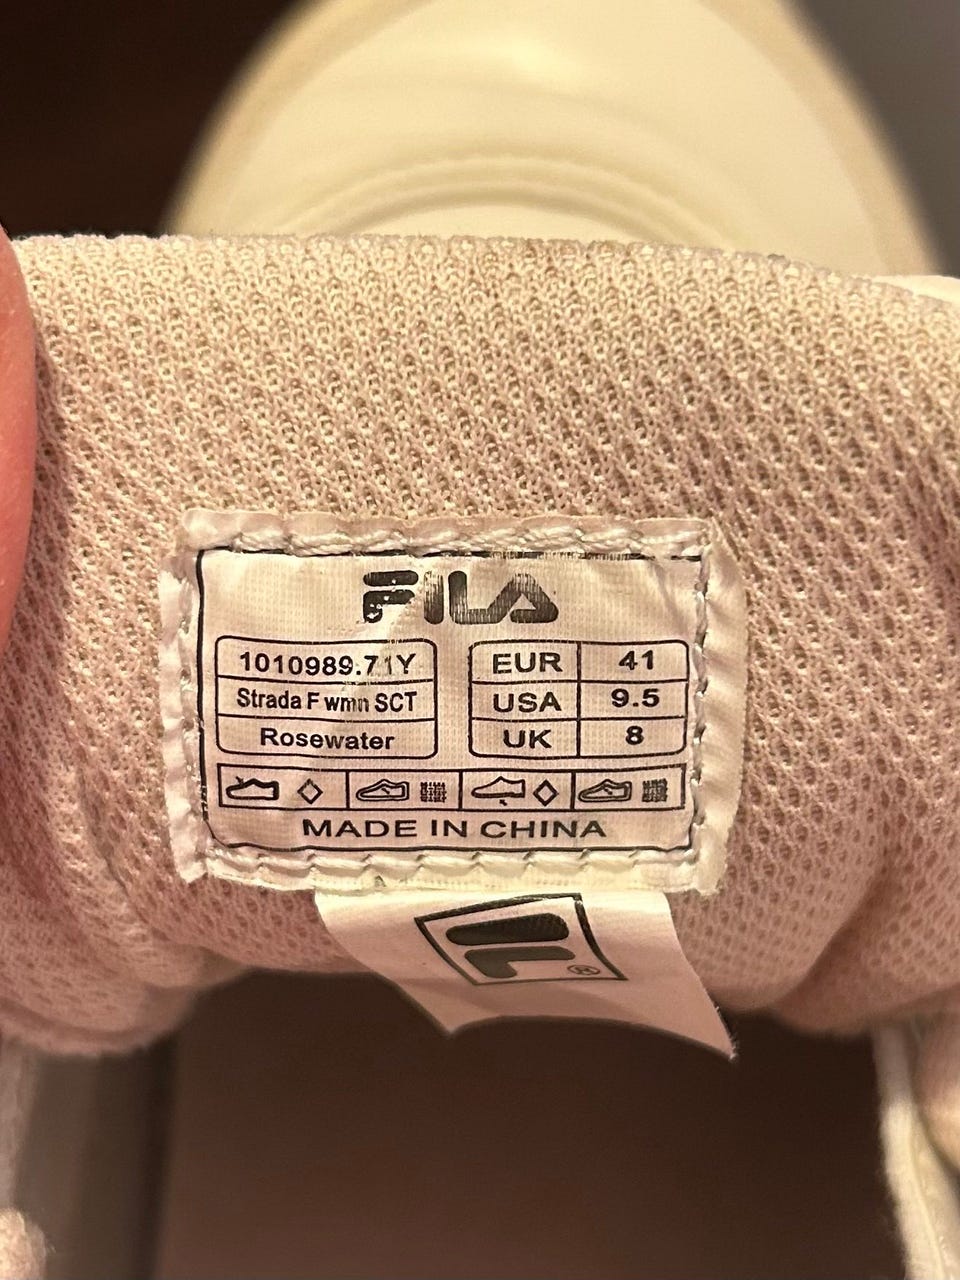 FILA
1010989.71Y
Strada F wmn SCT
Rosewater
EUR 41
USA 9.5
UK 8
MADE IN CHINA
®